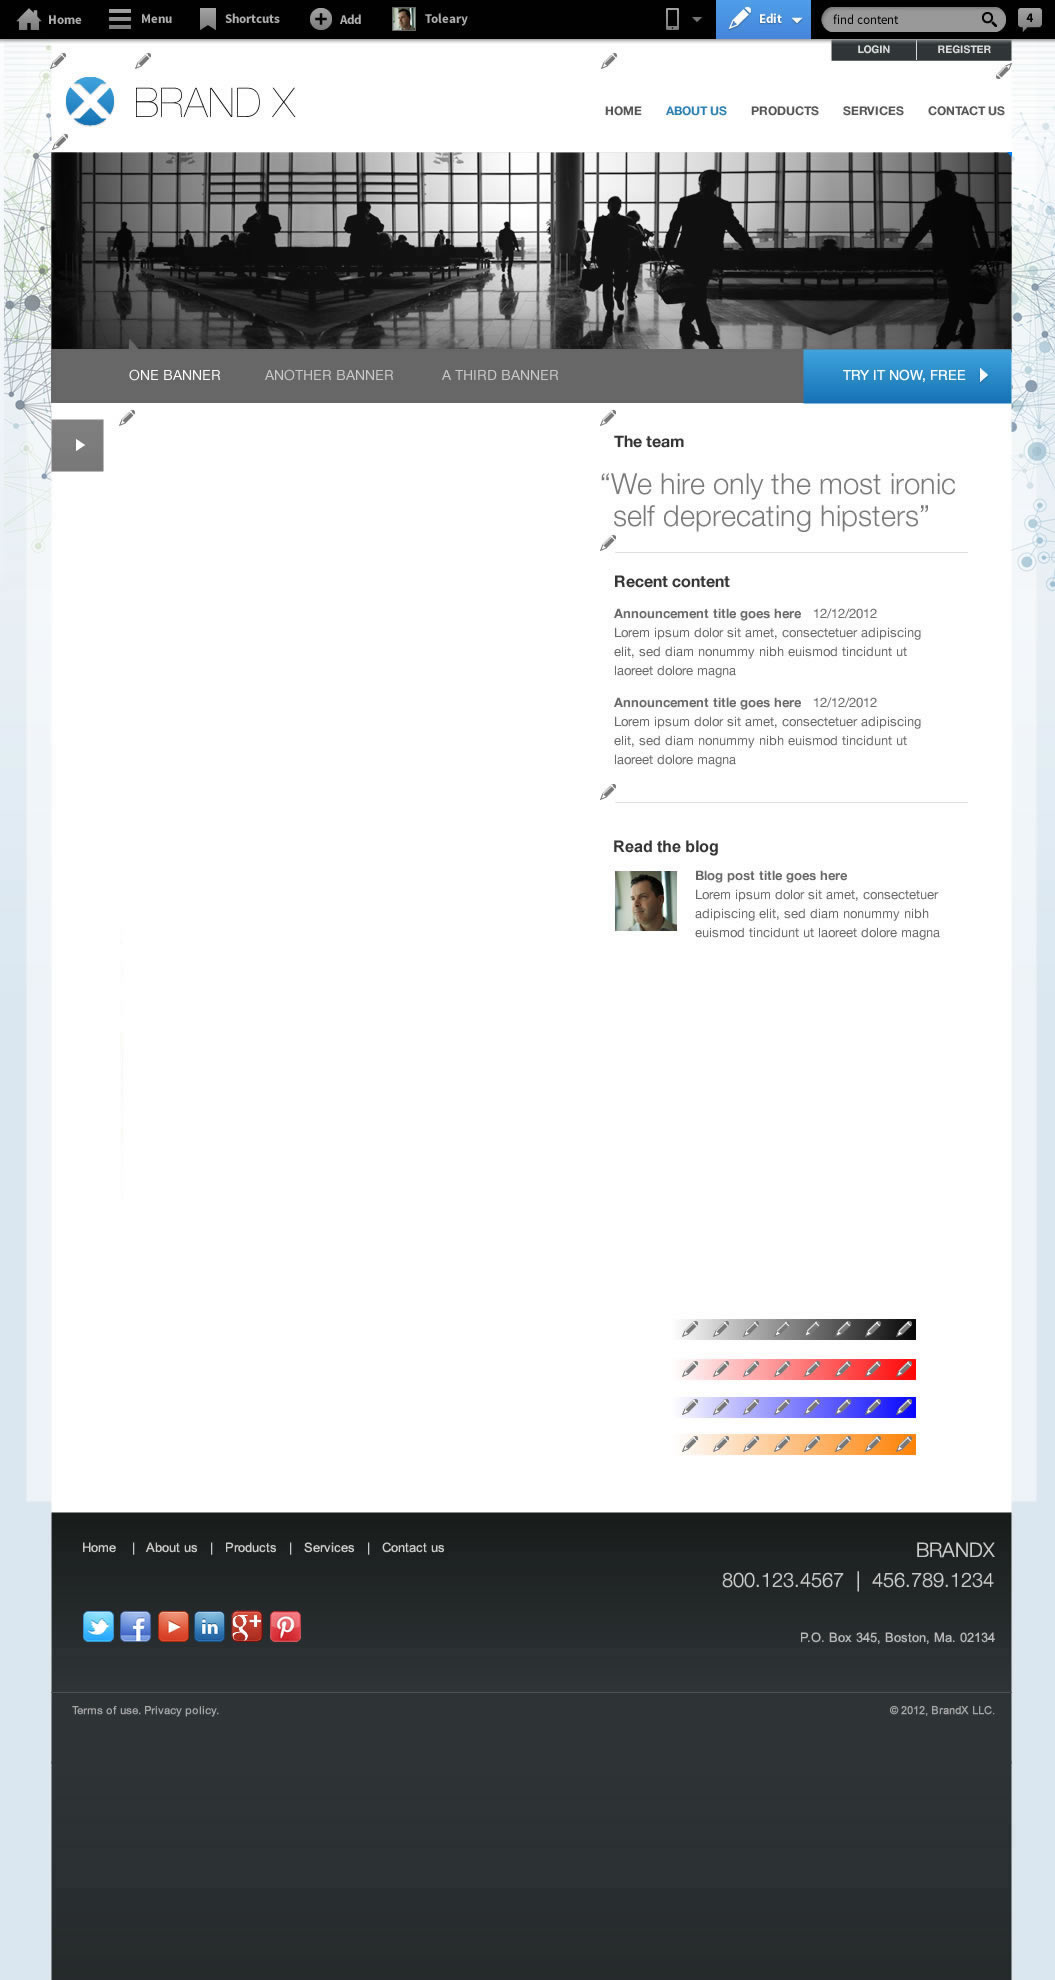 Home
Menu
Shortcuts
Add
Toleary
Edit
find content
4
LOGIN
REGISTER
BRAND X
HOME
ABOUT US
PRODUCTS
SERVICES
CONTACT US
ONE BANNER
ANOTHER BANNER
A THIRD BANNER
TRY IT NOW, FREE
The team
“We hire only the most ironic
self deprecating hipsters”
Recent content
Announcement title goes here 12/12/2012
Lorem ipsum dolor sit amet, consectetuer adipiscing
elit, sed diam nonummy nibh euismod tincidunt ut
laoreet dolore magna
Announcement title goes here 12/12/2012
Lorem ipsum dolor sit amet, consectetuer adipiscing
elit, sed diam nonummy nibh euismod tincidunt ut
laoreet dolore magna
Read the blog
Blog post title goes here
Lorem ipsum dolor sit amet, consectetuer
adipiscing elit, sed diam nonummy nibh
euismod tincidunt ut laoreet dolore magna
Home | About us | Products | Services | Contact us
BRANDX
800.123.4567 | 456.789.1234
in
g+
P.O. Box 345, Boston, Ma. 02134
Terms of use. Privacy policy.
© 2012, BrandX LLC.